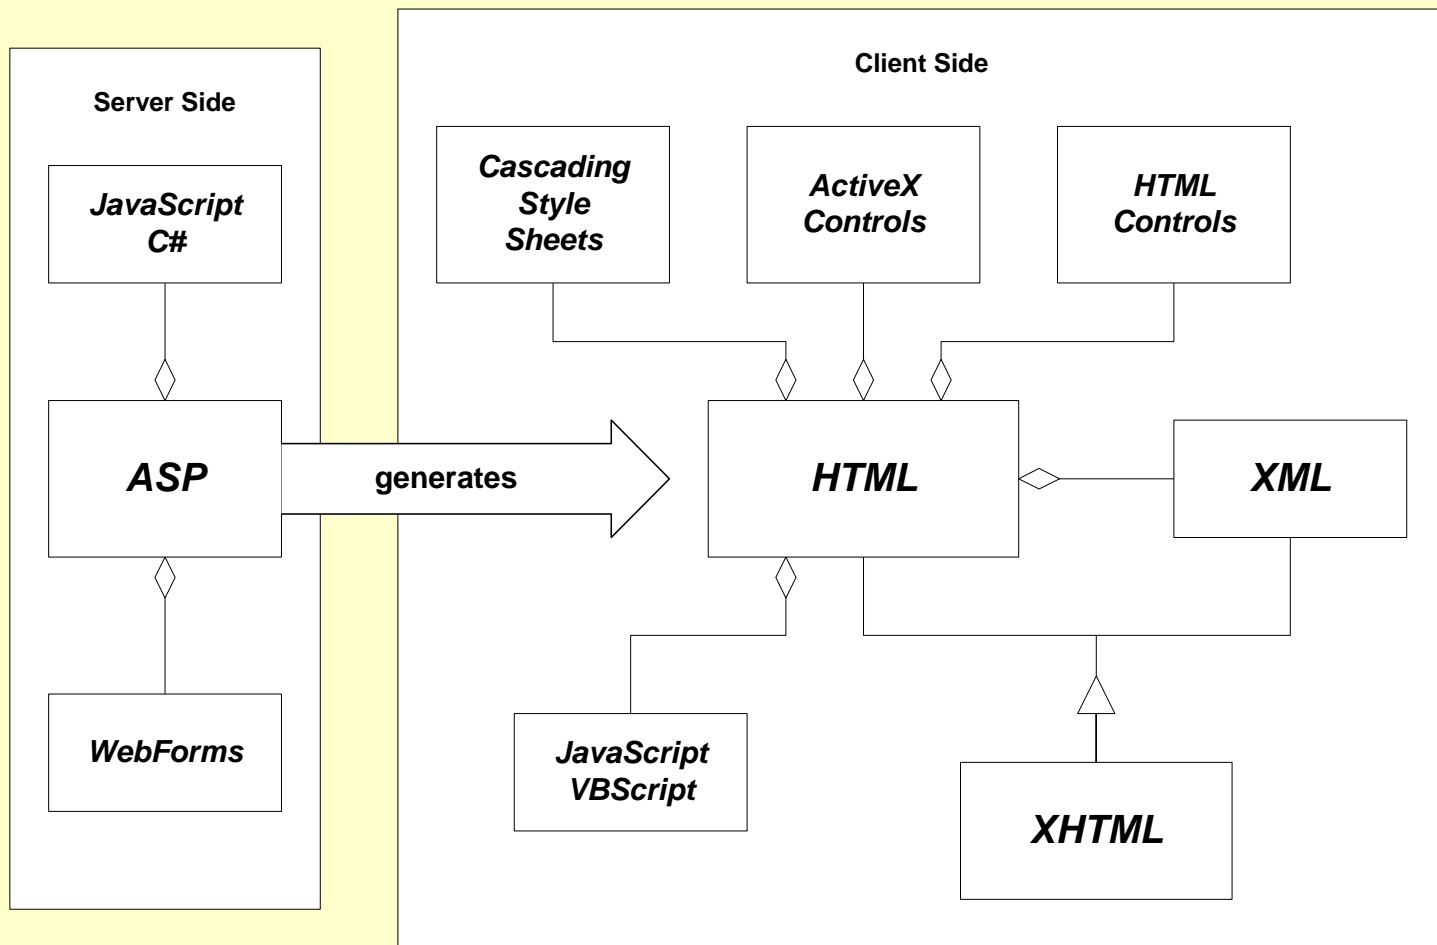 Server Side
JavaScript
C#
ASP
WebForms
generates
Client Side
Cascading
Style
Sheets
ActiveX
Controls
HTML
Controls
HTML
XML
JavaScript
VBScript
XHTML